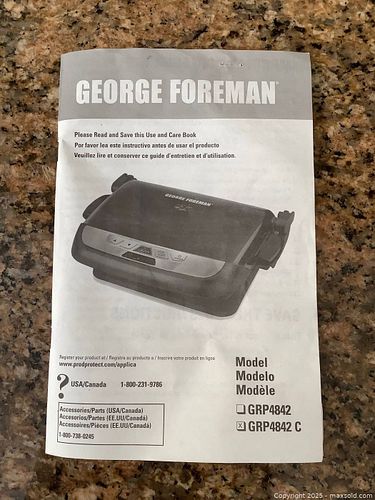 GEORGE FOREMAN
Please Read and Save this Use and Care Book
Por favor lea este instructivo antes de usar el producto
Veuillez lire et conserver ce guide d'entretien et d'utilisation.
GEORGE FOREMAN
Register your product at / Registre su producto a / Inscrire votre produit en ligne
www.prodprotect.com/applica
?
USA/Canada 1-800-231-9786
Accessories/Parts (USA/Canada)
Accesorios/Partes (EE.UU/Canadá)
Accessoires/Pièces (EE.UU/Canada)
1-800-738-0245
Model
Modelo
Modèle
GRP4842
☒ GRP4842 C
Copyright 2025 - maxsold.com